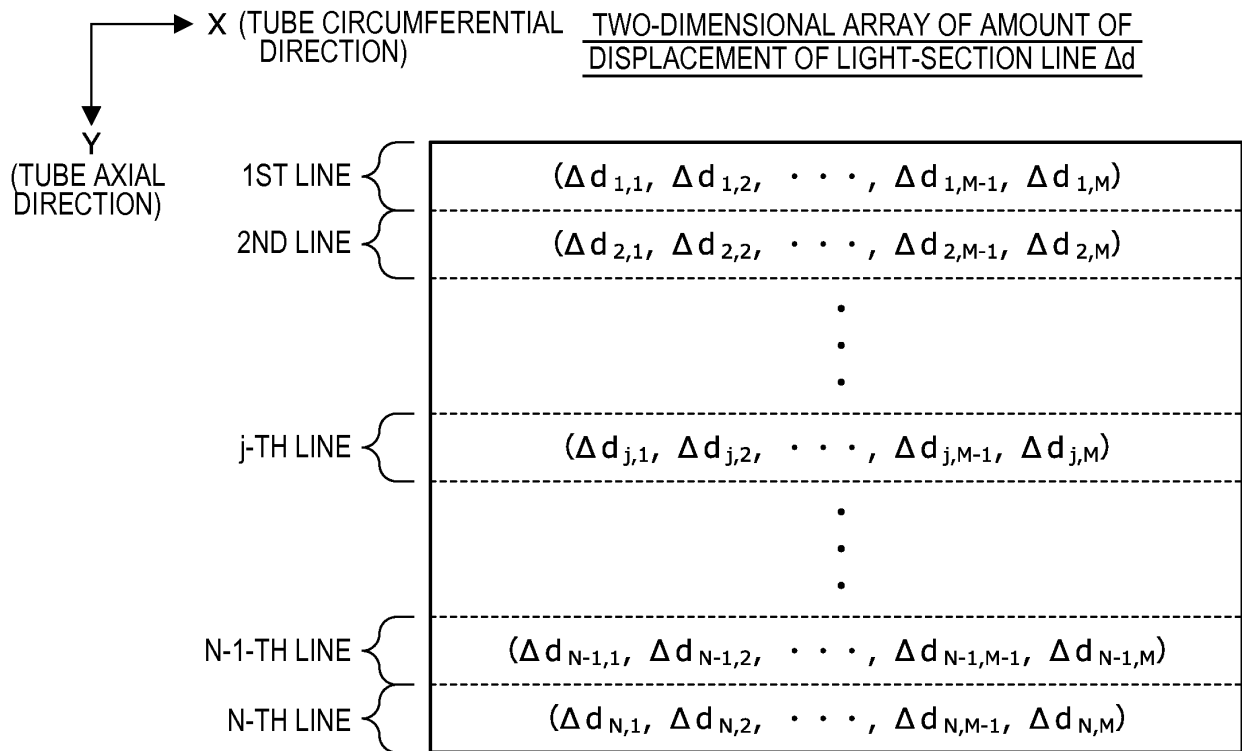 X (TUBE CIRCUMFERENTIAL
DIRECTION)
TWO-DIMENSIONAL ARRAY OF AMOUNT OF
DISPLACEMENT OF LIGHT-SECTION LINE Δd
Y
(TUBE AXIAL
DIRECTION)
1ST LINE (Δd1,1, Δd1,2, ···, Δd1,M-1, Δd1,M)
2ND LINE (Δd2,1, Δd2,2, ···, Δd2,M-1, Δd2,M)
j-TH LINE (Δdj,1, Δdj,2, ···, Δdj,M-1, Δdj,M)
N-1-TH LINE (ΔdN-1,1, ΔdN-1,2, ···, ΔdN-1,M-1, ΔdN-1,M)
N-TH LINE (ΔdN,1, ΔdN,2, ···, ΔdN,M-1, ΔdN,M)